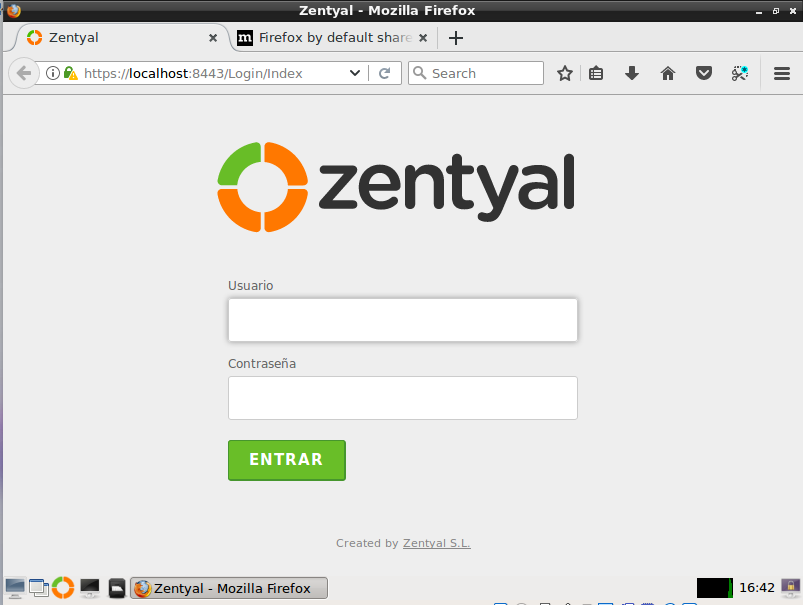 Zentyal - Mozilla Firefox
Zentyal
Firefox by default share
https://localhost:8443/Login/Index
Search
zentyal
Usuario
Contraseña
ENTRAR
Created by Zentyal S.L.
Zentyal - Mozilla Firefox
16:42